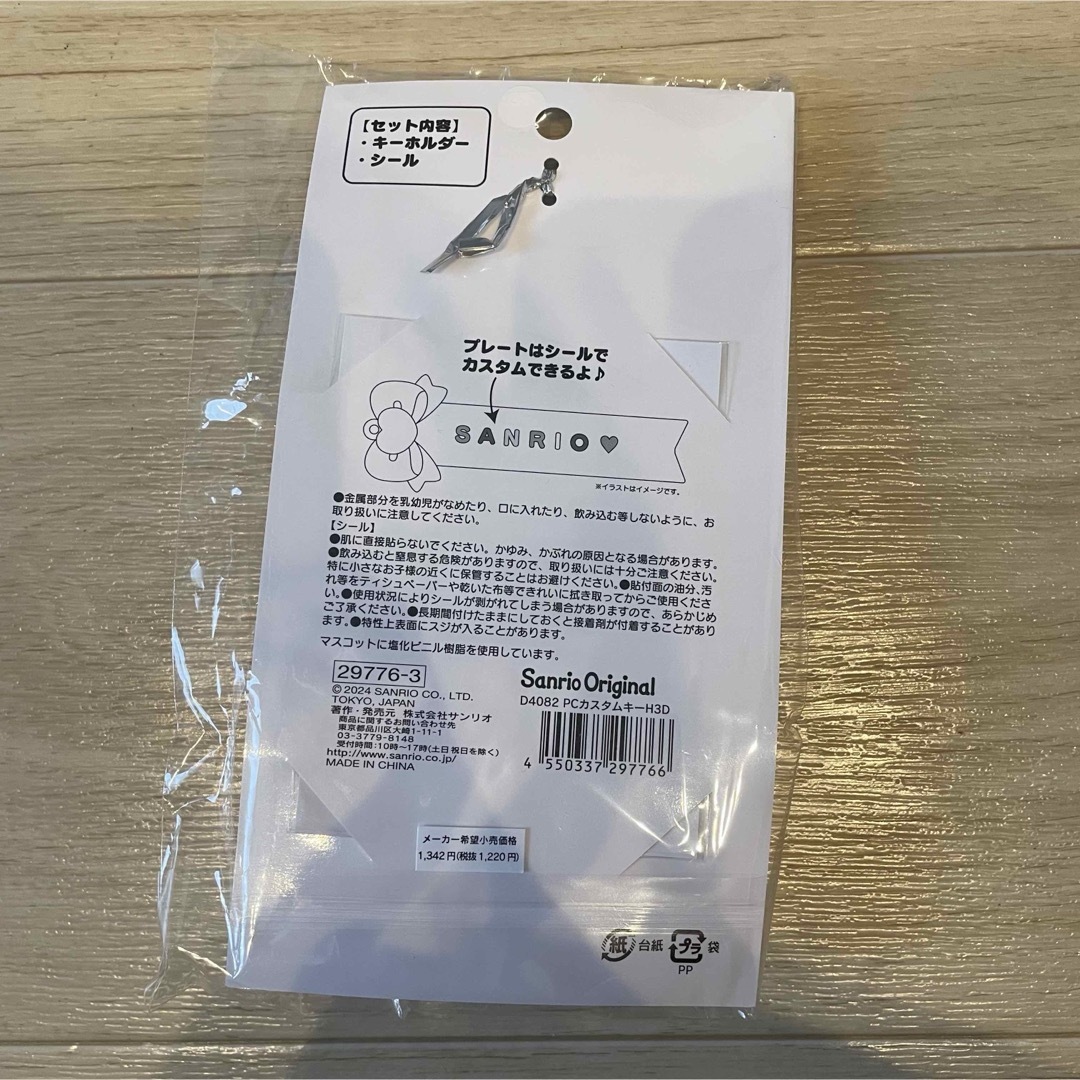 【セット内容】
・キーホルダー
・シール
プレートはシールで
カスタムできるよ♪
SANRIO♥
※イラストはイメージです。
●金属部分を乳幼児がなめたり、口に入れたり、飲み込む等しないように、お
取り扱いに注意してください。
【シール】
●肌に直接貼らないでください。かゆみ、かぶれの原因となる場合があります。
●飲み込むと窒息する危険がありますので、取り扱いには十分ご注意ください。
特に小さなお子様の近くに保管することはお避けください。●貼付面の油分、汚
れ等をティシュペーパーや乾いた布等できれいに拭き取ってからご使用くださ
い。●使用状況によりシールが剥がれてしまう場合がありますので、あらかじめ
ご了承ください。●長期間付けたままにしておくと接着剤が付着することがあり
ます。●特性上表面にスジが入ることがあります。
マスコットに塩化ビニル樹脂を使用しています。
29776-3
© 2024 SANRIO CO., LTD.
TOKYO, JAPAN
著作・発売元 株式会社サンリオ
商品に関するお問い合わせ先
東京都品川区大崎1-11-1
03-3779-8148
受付時間:10時~17時(土日祝日を除く)
http://www.sanrio.co.jp/
MADE IN CHINA
Sanrio Original
D4082 PCカスタムキーH3D
4 550337 297766
メーカー希望小売価格
1,342円(税抜1,220円)
紙 台紙 プラ 袋
PP